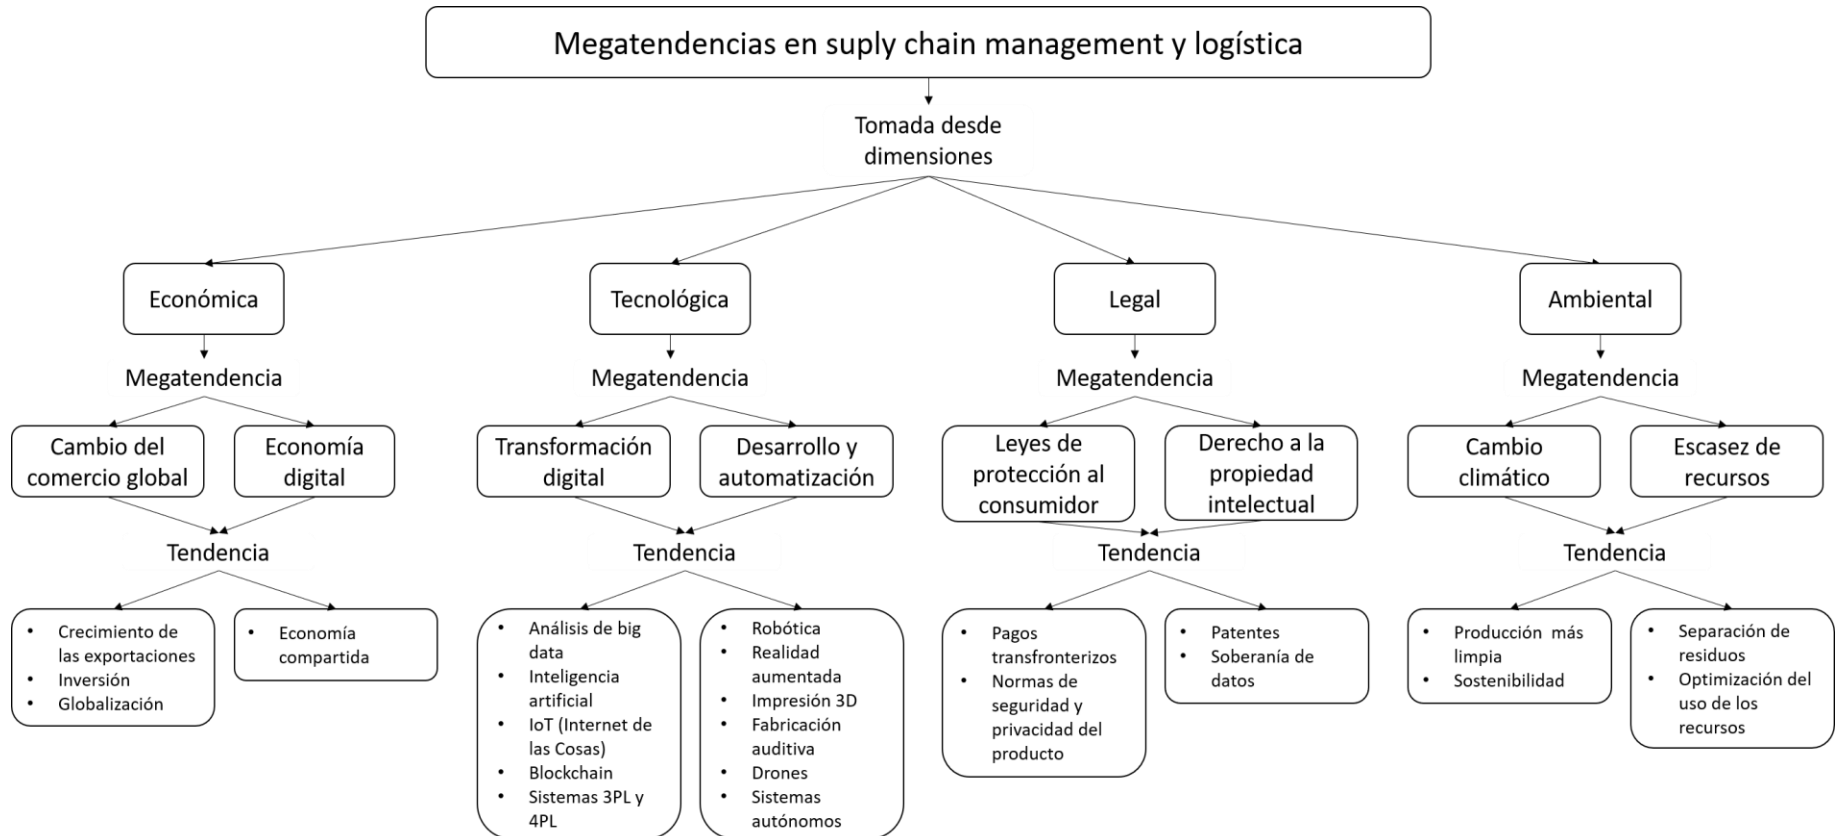 Megatendencias en suply chain management y logística
Tomada desde
dimensiones
Económica
Tecnológica
Legal
Ambiental
Megatendencia
Megatendencia
Megatendencia
Megatendencia
Cambio del
comercio global
Economía
digital
Transformación
digital
Desarrollo y
automatización
Leyes de
protección al
consumidor
Derecho a la
propiedad
intelectual
Cambio
climático
Escasez de
recursos
Tendencia
Tendencia
Tendencia
Tendencia
• Crecimiento de
las exportaciones
• Inversión
• Globalización
• Economía
compartida
• Análisis de big
data
• Inteligencia
artificial
• IoT (Internet de
las Cosas)
• Blockchain
• Sistemas 3PL y
4PL
• Robótica
• Realidad
aumentada
• Impresión 3D
• Fabricación
auditiva
• Drones
• Sistemas
autónomos
• Pagos
transfronterizos
• Normas de
seguridad y
privacidad del
producto
• Patentes
• Soberanía de
datos
• Producción más
limpia
• Sostenibilidad
• Separación de
residuos
• Optimización del
uso de los
recursos